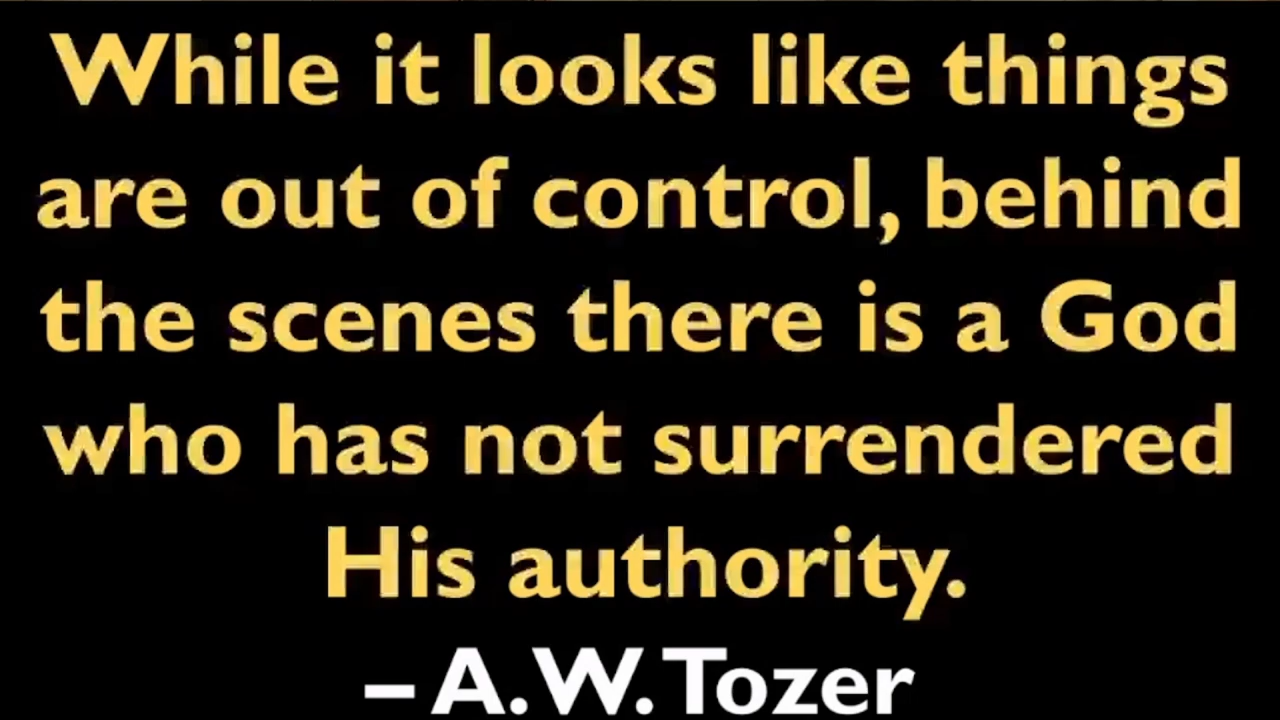 While it looks like things
are out of control, behind
the scenes there is a God
who has not surrendered
His authority.
– A. W. Tozer